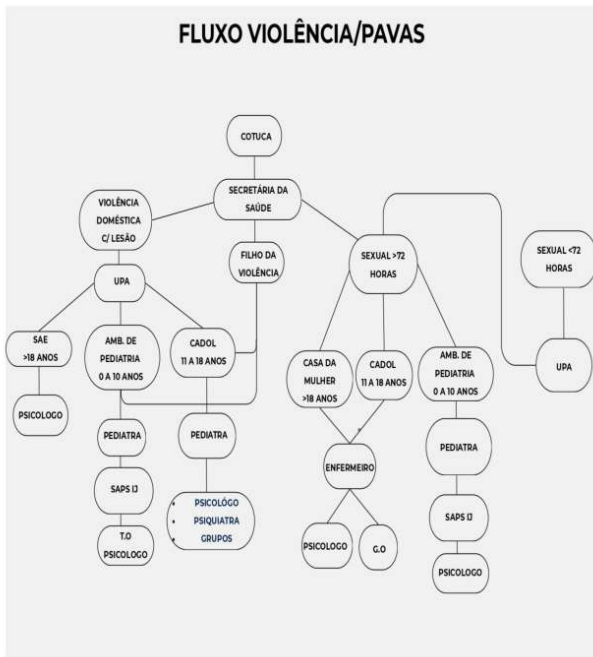 FLUXO VIOLÊNCIA/PAVAS
COTUCA
SECRETÁRIA DA
SAÚDE
VIOLÊNCIA
DOMÉSTICA
C/ LESÃO
FILHO DA
VIOLÊNCIA
SEXUAL >72
HORAS
SEXUAL <72
HORAS
UPA
UPA
SAE
>18 ANOS
AMB. DE
PEDIATRIA
0 A 10 ANOS
CADOL
11 A 18 ANOS
CASA DA
MULHER
>18 ANOS
CADOL
11 A 18 ANOS
AMB. DE
PEDIATRIA
0 A 10 ANOS
PSICOLOGO
PEDIATRA
PEDIATRA
ENFERMEIRO
PEDIATRA
SAPS IJ
PSICOLÓGO
PSIQUIATRA
GRUPOS
SAPS IJ
T.O
PSICOLOGO
PSICOLOGO
G.O
PSICOLOGO